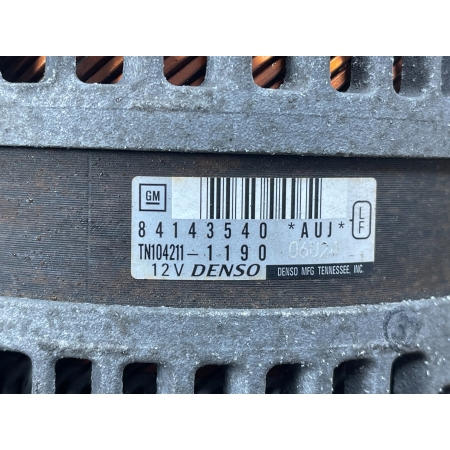 GM
84143540 *AUJ* LF
TN104211-1190
12V DENSO DENSO MFG TENNESSEE, INC.